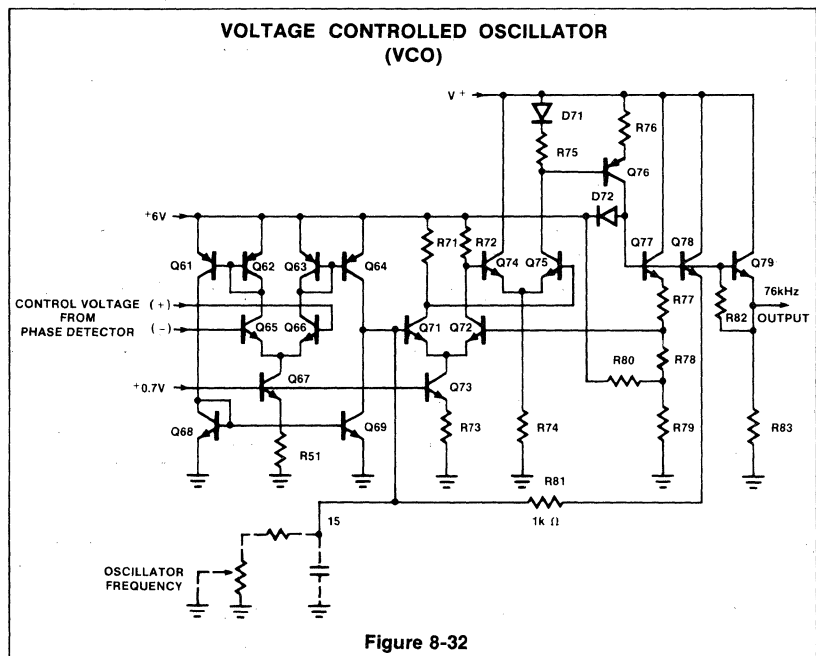 VOLTAGE CONTROLLED OSCILLATOR
(VCO)
V+
D71
R76
R75
Q76
D72
+6V
R71
R72
Q61
Q62
Q63
Q64
Q74
Q75
Q77
Q78
Q79
R77
R82
76kHz
OUTPUT
CONTROL VOLTAGE
FROM
PHASE DETECTOR
(+)
(−)
Q65
Q66
Q71
Q72
R78
R80
+0.7V
Q67
Q73
Q68
Q69
R51
R73
R74
R79
R83
R81
15
1k Ω
OSCILLATOR
FREQUENCY
Figure 8-32